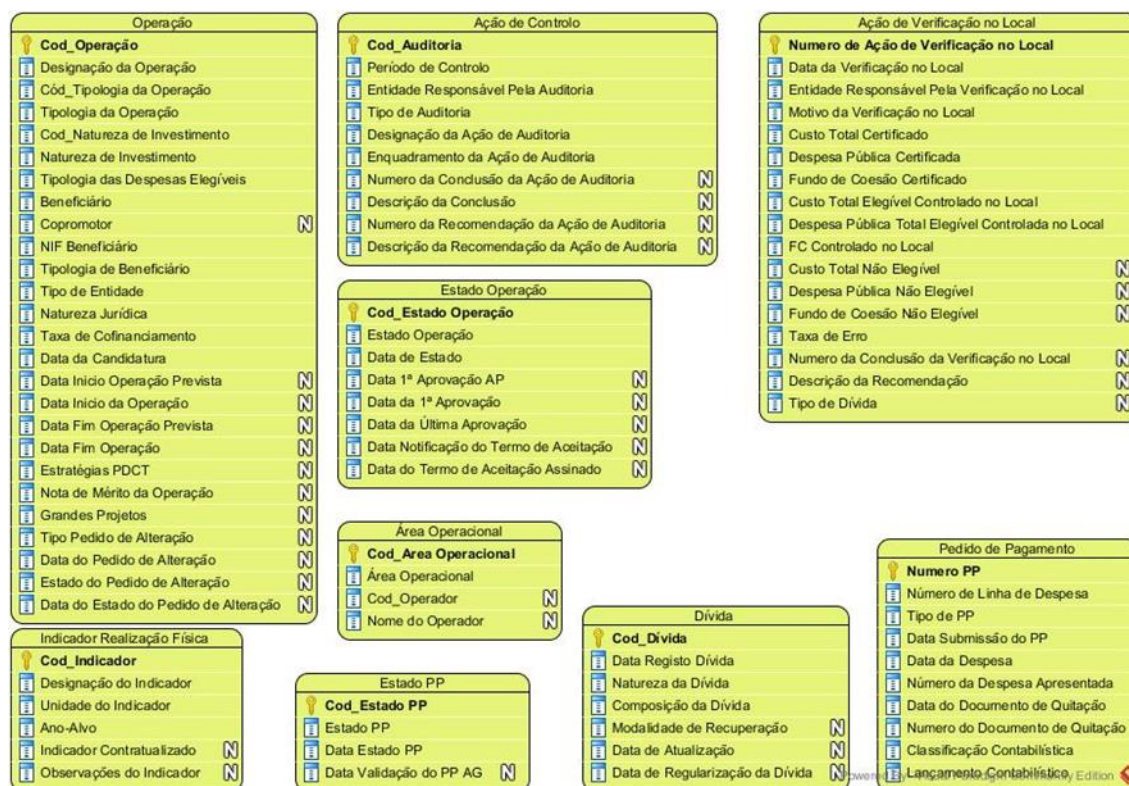 Operação
Cod_Operação
Designação da Operação
Cód_Tipologia da Operação
Tipologia da Operação
Cod_Natureza de Investimento
Natureza de Investimento
Tipologia das Despesas Elegíveis
Beneficiário
Copromotor N
NIF Beneficiário
Tipologia de Beneficiário
Tipo de Entidade
Natureza Jurídica
Taxa de Cofinanciamento
Data da Candidatura
Data Inicio Operação Prevista N
Data Inicio da Operação N
Data Fim Operação Prevista N
Data Fim Operação N
Estratégias PDCT N
Nota de Mérito da Operação N
Grandes Projetos N
Tipo Pedido de Alteração N
Data do Pedido de Alteração N
Estado do Pedido de Alteração N
Data do Estado do Pedido de Alteração N
Ação de Controlo
Cod_Auditoria
Período de Controlo
Entidade Responsável Pela Auditoria
Tipo de Auditoria
Designação da Ação de Auditoria
Enquadramento da Ação de Auditoria
Numero da Conclusão da Ação de Auditoria N
Descrição da Conclusão N
Numero da Recomendação da Ação de Auditoria N
Descrição da Recomendação da Ação de Auditoria N
Ação de Verificação no Local
Numero de Ação de Verificação no Local
Data da Verificação no Local
Entidade Responsável Pela Verificação no Local
Motivo da Verificação no Local
Custo Total Certificado
Despesa Pública Certificada
Fundo de Coesão Certificado
Custo Total Elegível Controlado no Local
Despesa Pública Total Elegível Controlada no Local
FC Controlado no Local
Custo Total Não Elegível N
Despesa Pública Não Elegível N
Fundo de Coesão Não Elegível N
Taxa de Erro
Numero da Conclusão da Verificação no Local N
Descrição da Recomendação N
Tipo de Dívida N
Estado Operação
Cod_Estado Operação
Estado Operação
Data de Estado
Data 1ª Aprovação AP N
Data da 1ª Aprovação N
Data da Última Aprovação N
Data Notificação do Termo de Aceitação N
Data do Termo de Aceitação Assinado N
Área Operacional
Cod_Area Operacional
Área Operacional
Cod_Operador N
Nome do Operador N
Indicador Realização Física
Cod_Indicador
Designação do Indicador
Unidade do Indicador
Ano-Alvo
Indicador Contratualizado N
Observações do Indicador N
Estado PP
Cod_Estado PP
Estado PP
Data Estado PP
Data Validação do PP AG N
Dívida
Cod_Dívida
Data Registo Dívida
Natureza da Dívida
Composição da Dívida
Modalidade de Recuperação N
Data de Atualização N
Data de Regularização da Dívida N
Pedido de Pagamento
Numero PP
Número de Linha de Despesa
Tipo de PP
Data Submissão do PP
Data da Despesa
Número da Despesa Apresentada
Data do Documento de Quitação
Numero do Documento de Quitação
Classificação Contabilística
Lançamento Contabilístico
Powered By Visual Paradigm Community Edition